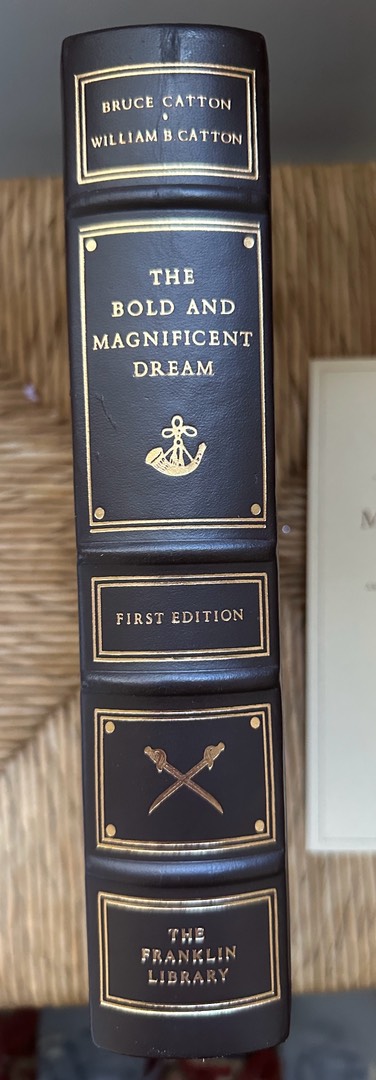 BRUCE CATTON
WILLIAM B. CATTON
THE
BOLD AND
MAGNIFICENT
DREAM
FIRST EDITION
THE
FRANKLIN
LIBRARY